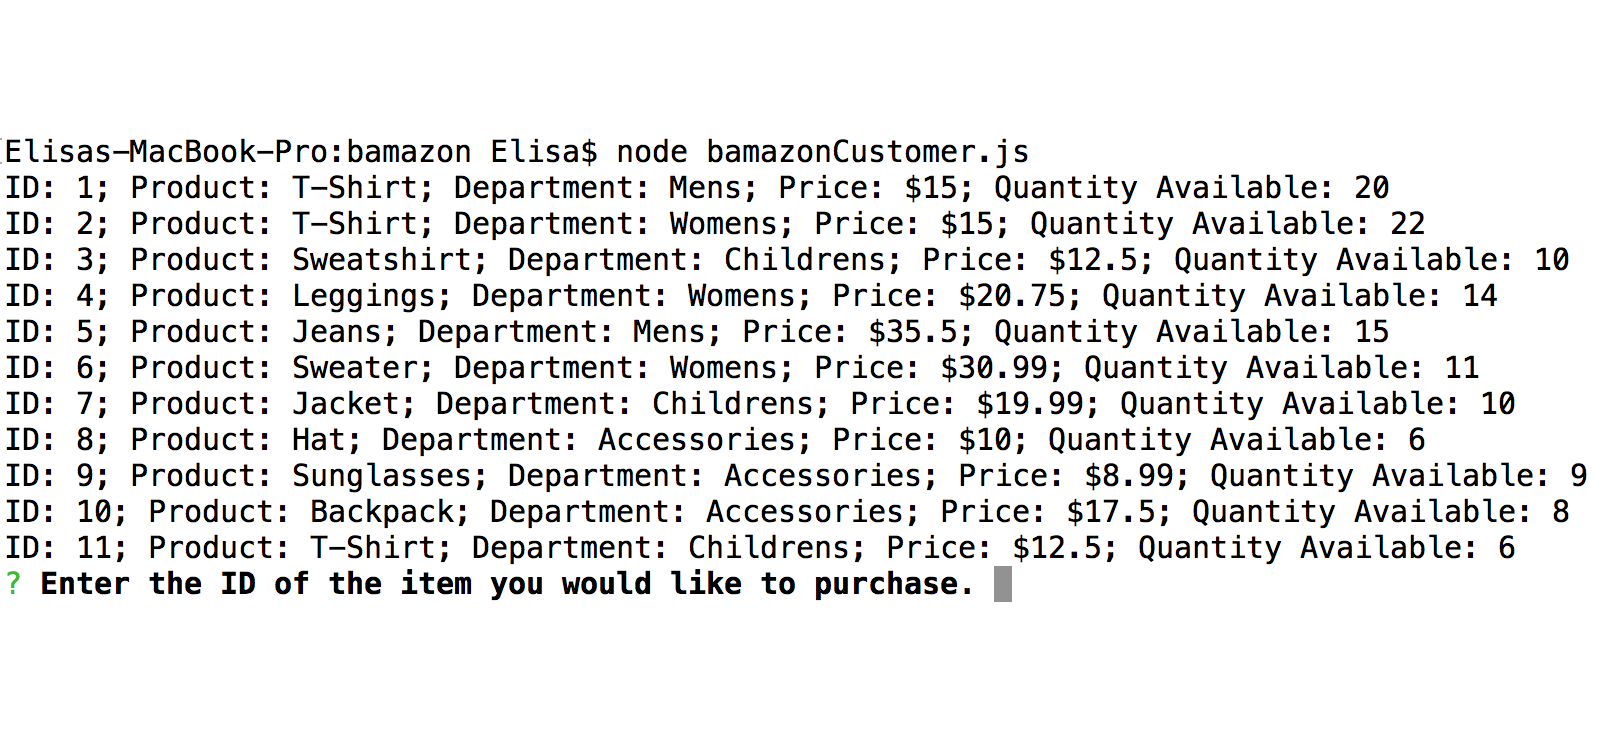 Elisas-MacBook-Pro:bamazon Elisa$ node bamazonCustomer.js
ID: 1; Product: T-Shirt; Department: Mens; Price: $15; Quantity Available: 20
ID: 2; Product: T-Shirt; Department: Womens; Price: $15; Quantity Available: 22
ID: 3; Product: Sweatshirt; Department: Childrens; Price: $12.5; Quantity Available: 10
ID: 4; Product: Leggings; Department: Womens; Price: $20.75; Quantity Available: 14
ID: 5; Product: Jeans; Department: Mens; Price: $35.5; Quantity Available: 15
ID: 6; Product: Sweater; Department: Womens; Price: $30.99; Quantity Available: 11
ID: 7; Product: Jacket; Department: Childrens; Price: $19.99; Quantity Available: 10
ID: 8; Product: Hat; Department: Accessories; Price: $10; Quantity Available: 6
ID: 9; Product: Sunglasses; Department: Accessories; Price: $8.99; Quantity Available: 9
ID: 10; Product: Backpack; Department: Accessories; Price: $17.5; Quantity Available: 8
ID: 11; Product: T-Shirt; Department: Childrens; Price: $12.5; Quantity Available: 6
? Enter the ID of the item you would like to purchase.